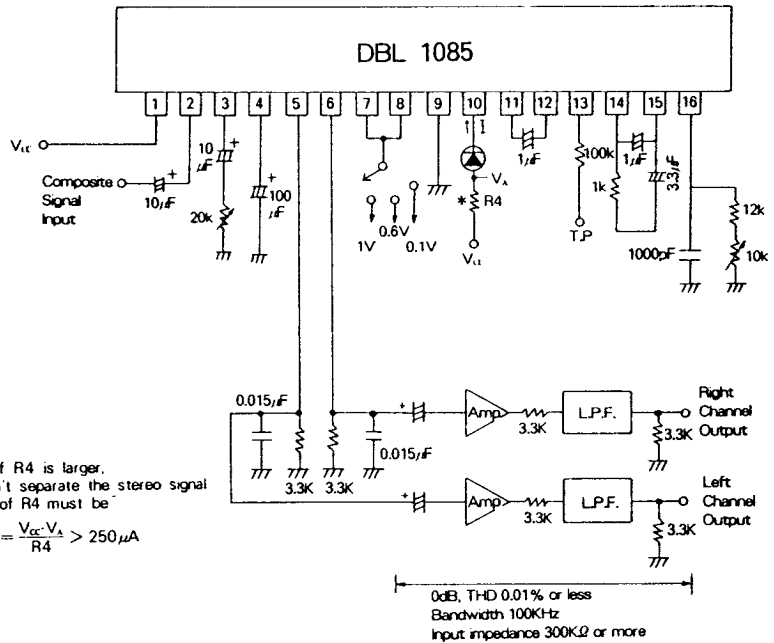 DBL 1085
1 2 3 4 5 6 7 8 9 10 11 12 13 14 15 16
VCC
Composite
Signal
Input
10μF
+
10
μF
+
20k
+
100
μF
1V
0.6V
0.1V
I
VA
* R4
VCC
1μF
100k
T.P
1μF
1k
3.3μF
1000pF
12k
10k
0.015μF
3.3K
3.3K
0.015μF
+
Amp.
3.3K
L.P.F.
3.3K
Right
Channel
Output
+
Amp
3.3K
L.P.F.
3.3K
Left
Channel
Output
f R4 is larger,
't separate the stereo signal
of R4 must be
= VCC-VA / R4 > 250μA
0dB, THD 0.01% or less
Bandwidth 100KHz
Input impedance 300KΩ or more